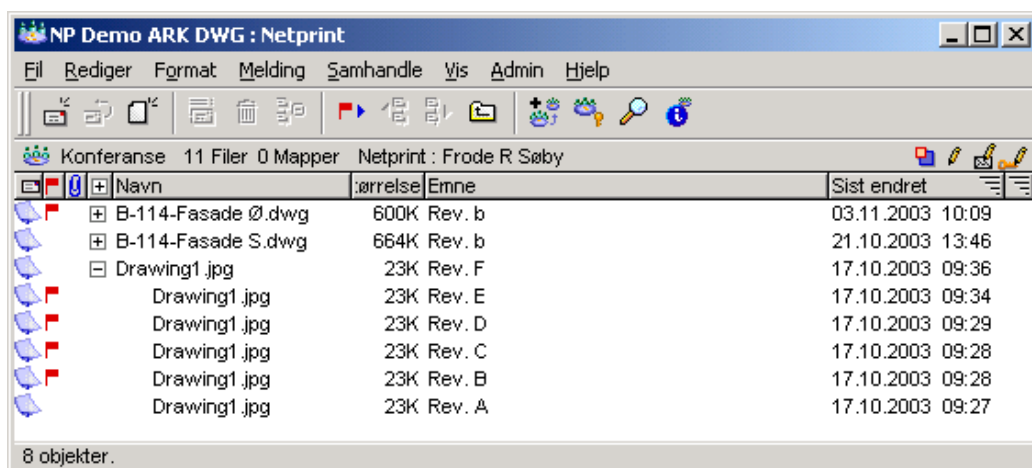 NP Demo ARK DWG : Netprint
Fil Rediger Format Melding Samhandle Vis Admin Hjelp
Konferanse 11 Filer 0 Mapper Netprint : Frode R Søby
Navn :ørrelse Emne Sist endret
B-114-Fasade Ø.dwg 600K Rev. b 03.11.2003 10:09
B-114-Fasade S.dwg 664K Rev. b 21.10.2003 13:46
Drawing1.jpg 23K Rev. F 17.10.2003 09:36
Drawing1.jpg 23K Rev. E 17.10.2003 09:34
Drawing1.jpg 23K Rev. D 17.10.2003 09:29
Drawing1.jpg 23K Rev. C 17.10.2003 09:28
Drawing1.jpg 23K Rev. B 17.10.2003 09:28
Drawing1.jpg 23K Rev. A 17.10.2003 09:27
8 objekter.